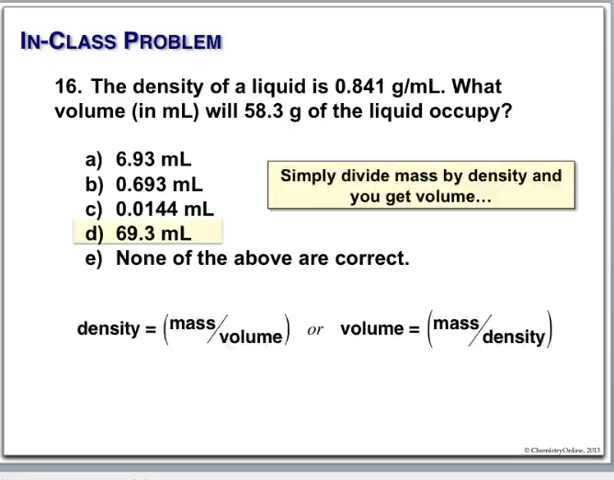 IN-CLASS PROBLEM
16. The density of a liquid is 0.841 g/mL. What
volume (in mL) will 58.3 g of the liquid occupy?
a) 6.93 mL
b) 0.693 mL
c) 0.0144 mL
d) 69.3 mL
e) None of the above are correct.
Simply divide mass by density and
you get volume…
density = (mass/volume) or volume = (mass/density)
© ChemistryOnline, 2013